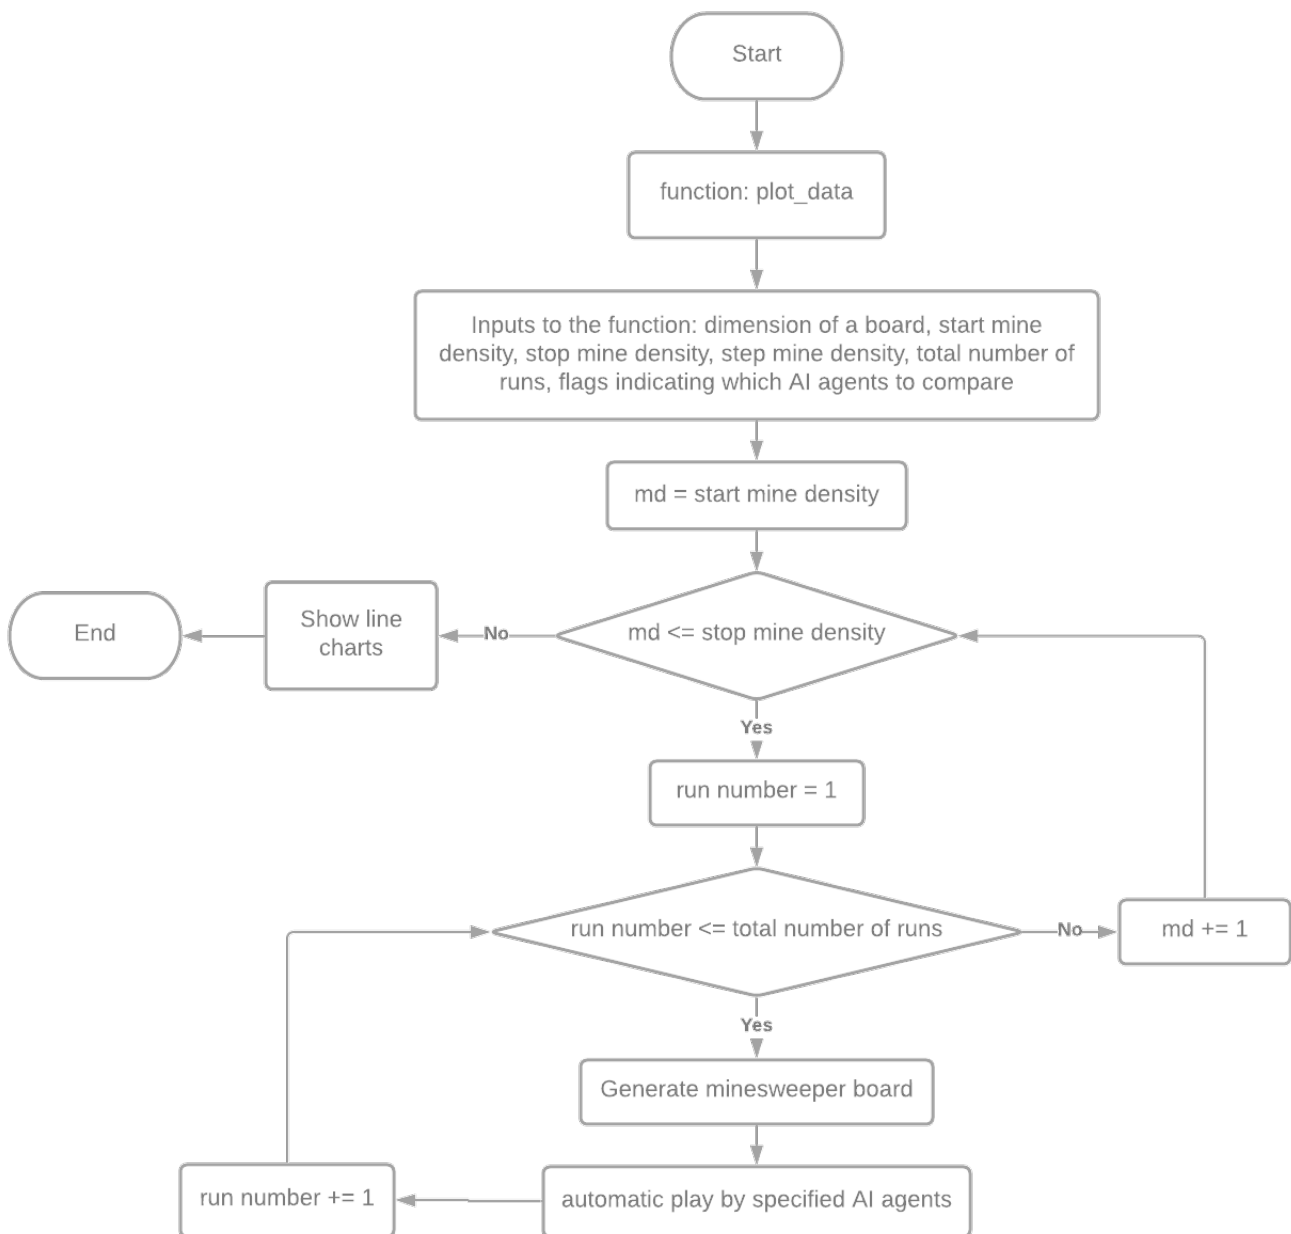 Start
function: plot_data
Inputs to the function: dimension of a board, start mine
density, stop mine density, step mine density, total number of
runs, flags indicating which AI agents to compare
md = start mine density
End
Show line
charts
No
md <= stop mine density
Yes
run number = 1
run number <= total number of runs
No
md += 1
Yes
Generate minesweeper board
run number += 1
automatic play by specified AI agents